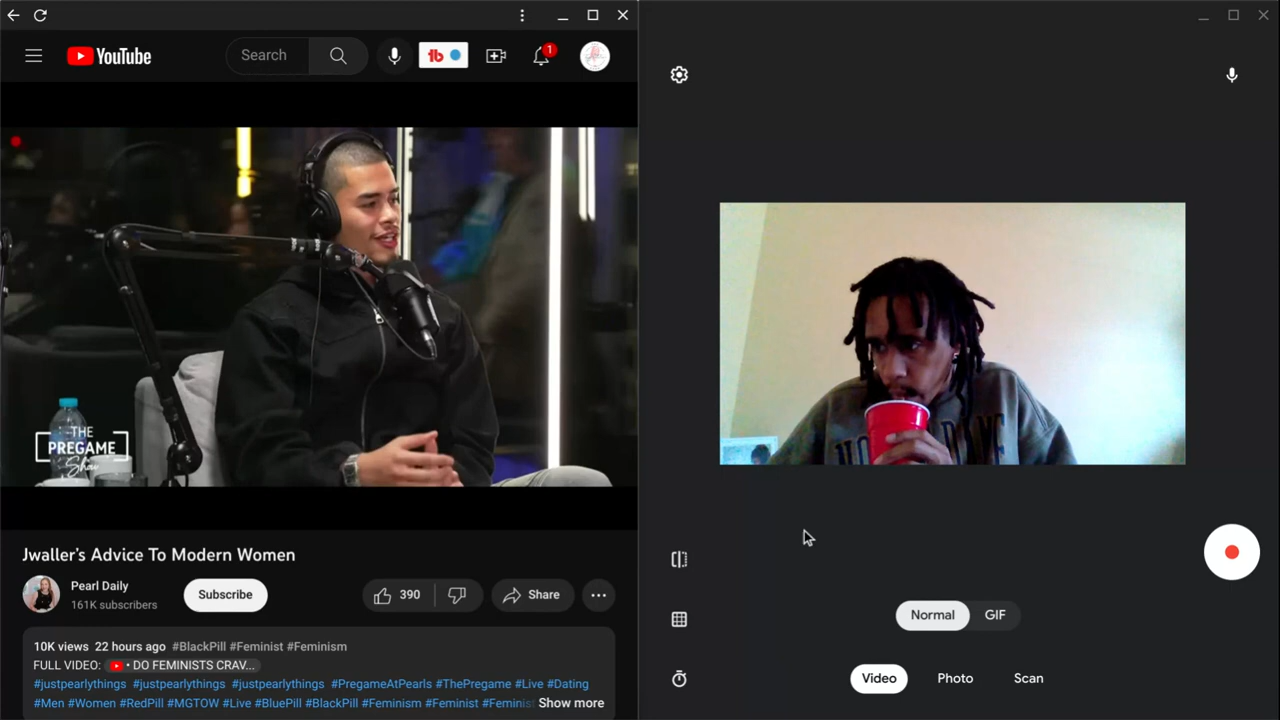 YouTube
Search
tb
1
THE
PREGAME
Show
Jwaller's Advice To Modern Women
Pearl Daily
161K subscribers
Subscribe
390
Share
10K views 22 hours ago #BlackPill #Feminist #Feminism
FULL VIDEO: • DO FEMINISTS CRAV...
#justpearlythings #justpearlythings #justpearlythings #PregameAtPearls #ThePregame #Live #Dating
#Men #Women #RedPill #MGTOW #Live #BluePill #BlackPill #Feminism #Feminist #Feminis Show more
Normal
GIF
Video
Photo
Scan